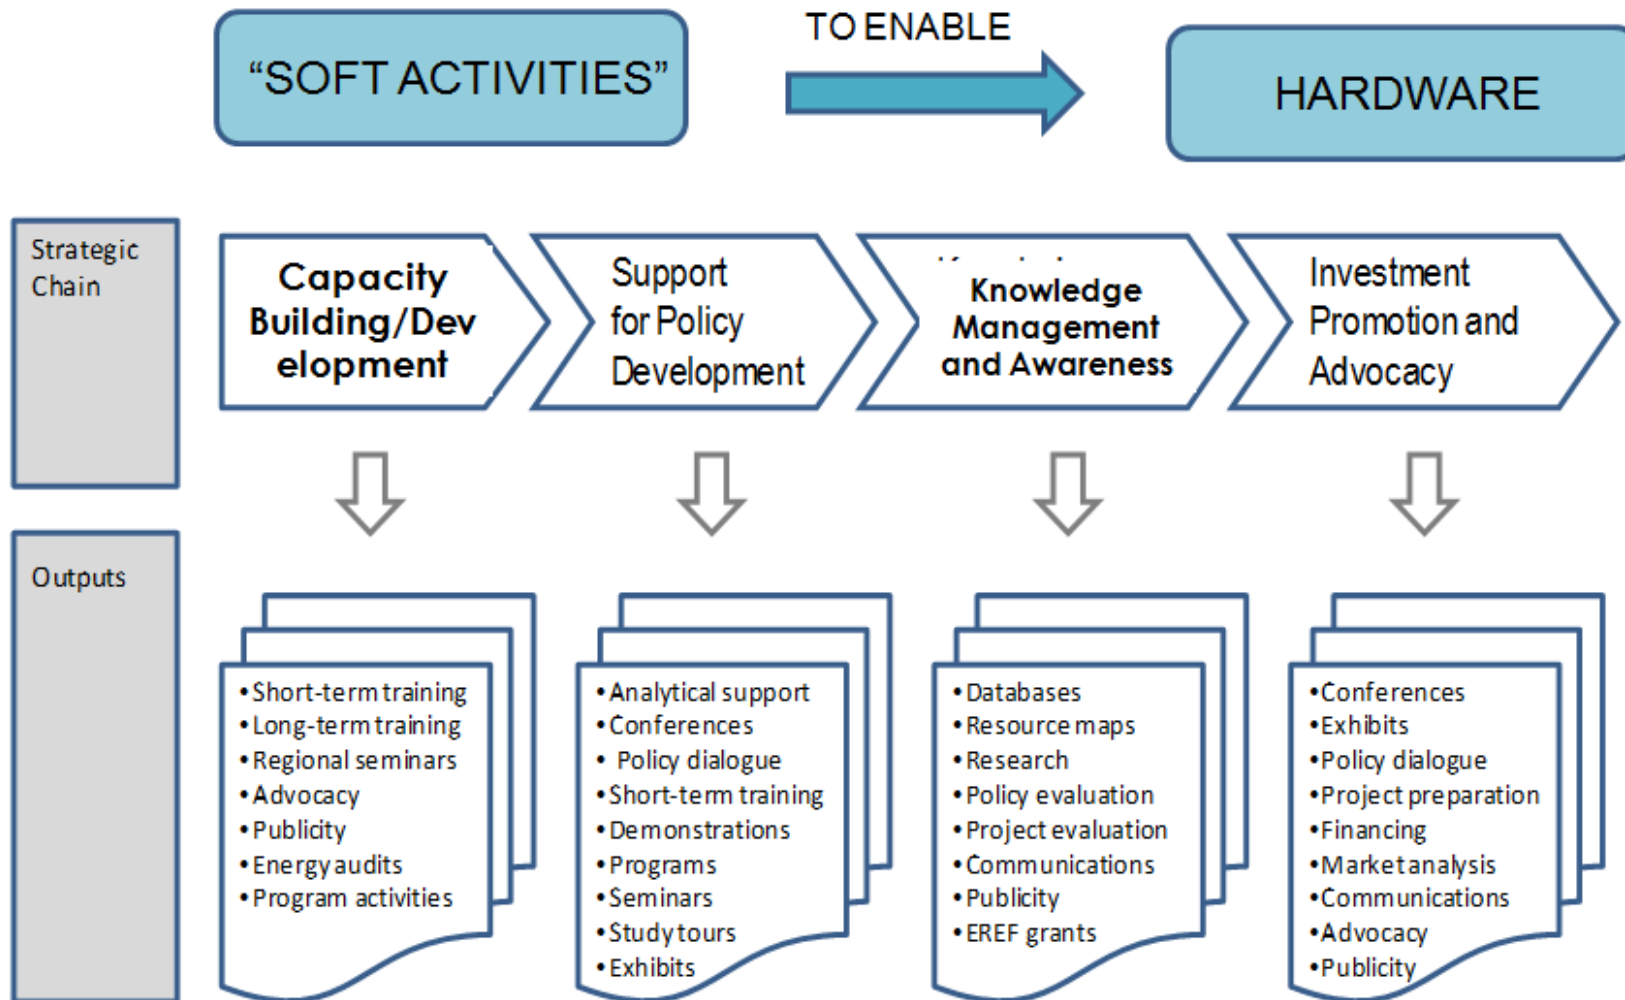 TO ENABLE
“SOFT ACTIVITIES”
HARDWARE
Strategic
Chain
Capacity
Building/Dev
elopment
Support
for Policy
Development
Knowledge
Management
and Awareness
Investment
Promotion and
Advocacy
Outputs
•Short-term training
•Long-term training
•Regional seminars
•Advocacy
•Publicity
•Energy audits
•Program activities
•Analytical support
•Conferences
• Policy dialogue
•Short-term training
•Demonstrations
•Programs
•Seminars
•Study tours
•Exhibits
•Databases
•Resource maps
•Research
•Policy evaluation
•Project evaluation
•Communications
•Publicity
•EREF grants
•Conferences
•Exhibits
•Policy dialogue
•Project preparation
•Financing
•Market analysis
•Communications
•Advocacy
•Publicity